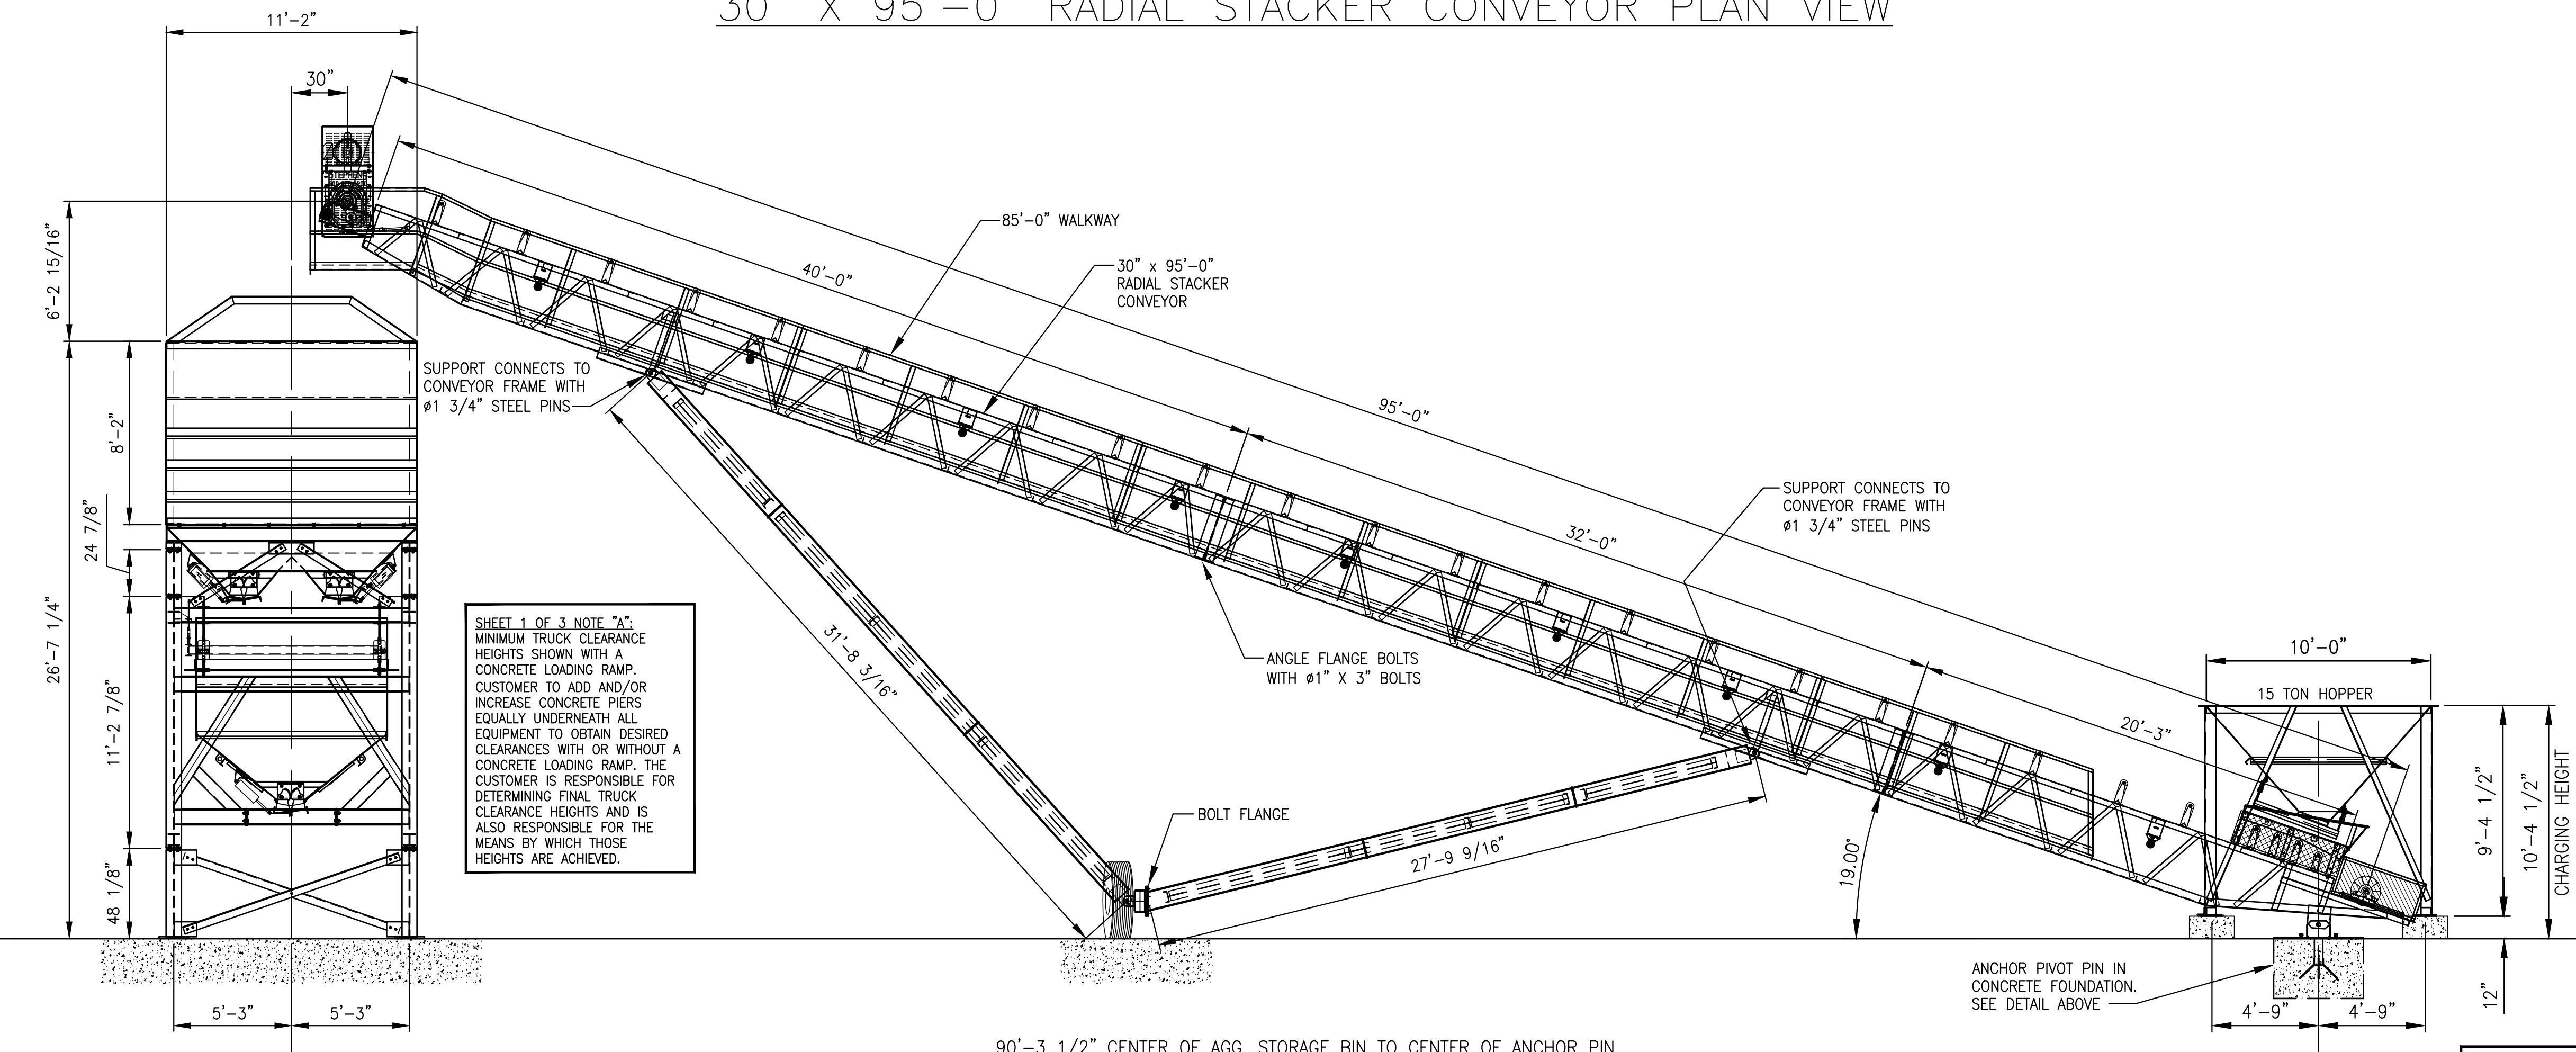 30" X 95'-0" RADIAL STACKER CONVEYOR PLAN VIEW
11'-2"
30"
6'-2 15/16"
26'-7 1/4"
8'-2"
24 7/8"
11'-2 7/8"
48 1/8"
5'-3"
5'-3"
STEPHENS
SUPPORT CONNECTS TO
CONVEYOR FRAME WITH
ø1 3/4" STEEL PINS
SHEET 1 OF 3 NOTE "A":
MINIMUM TRUCK CLEARANCE
HEIGHTS SHOWN WITH A
CONCRETE LOADING RAMP.
CUSTOMER TO ADD AND/OR
INCREASE CONCRETE PIERS
EQUALLY UNDERNEATH ALL
EQUIPMENT TO OBTAIN DESIRED
CLEARANCES WITH OR WITHOUT A
CONCRETE LOADING RAMP. THE
CUSTOMER IS RESPONSIBLE FOR
DETERMINING FINAL TRUCK
CLEARANCE HEIGHTS AND IS
ALSO RESPONSIBLE FOR THE
MEANS BY WHICH THOSE
HEIGHTS ARE ACHIEVED.
40'-0"
85'-0" WALKWAY
30" x 95'-0"
RADIAL STACKER
CONVEYOR
95'-0"
32'-0"
31'-8 3/16"
ANGLE FLANGE BOLTS
WITH ø1" X 3" BOLTS
SUPPORT CONNECTS TO
CONVEYOR FRAME WITH
ø1 3/4" STEEL PINS
BOLT FLANGE
27'-9 9/16"
19.00°
20'-3"
10'-0"
15 TON HOPPER
9'-4 1/2"
10'-4 1/2"
CHARGING HEIGHT
12"
ANCHOR PIVOT PIN IN
CONCRETE FOUNDATION.
SEE DETAIL ABOVE
4'-9"
4'-9"
90'-3 1/2" CENTER OF AGG. STORAGE BIN TO CENTER OF ANCHOR PIN